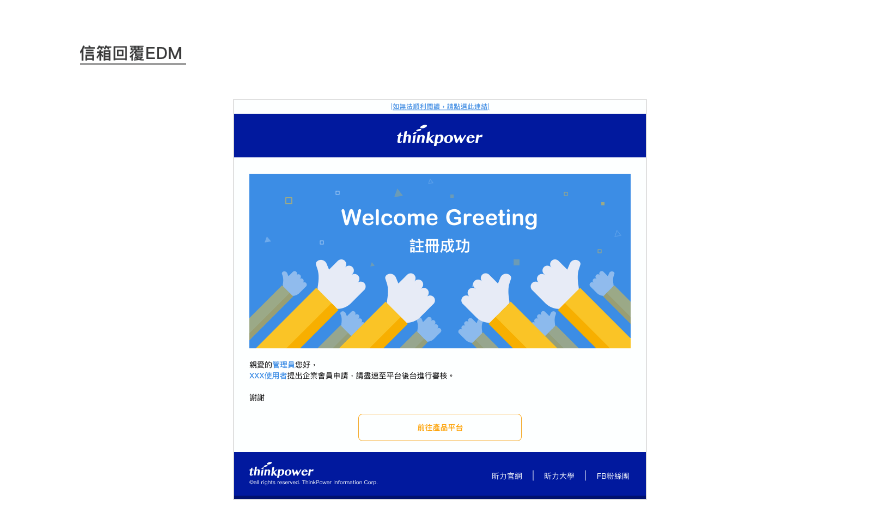 信箱回覆EDM
|如無法順利閱讀，請點選此連結|
thinkpower
Welcome Greeting
註冊成功
親愛的管理員您好，
XXX使用者提出企業會員申請，請盡速至平台後台進行審核。
謝謝
前往產品平台
thinkpower
©all rights reserved. ThinkPower Information Corp.
昕力官網 | 昕力大學 | FB粉絲團